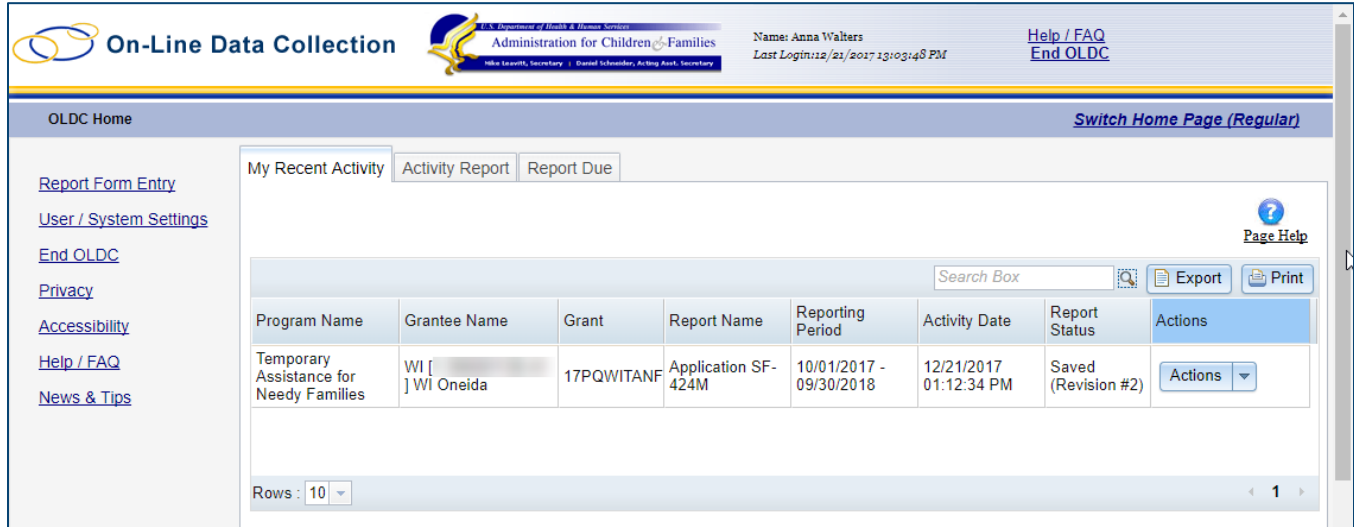 On-Line Data Collection
U.S. Department of Health & Human Services
Administration for Children & Families
Mike Leavitt, Secretary | Daniel Schneider, Acting Asst. Secretary
Name: Anna Walters
Last Login:12/21/2017 13:03:48 PM
Help / FAQ
End OLDC
OLDC Home
Switch Home Page (Regular)
Report Form Entry
User / System Settings
End OLDC
Privacy
Accessibility
Help / FAQ
News & Tips
My Recent Activity
Activity Report
Report Due
Page Help
Search Box
Export
Print
Program Name
Grantee Name
Grant
Report Name
Reporting
Period
Activity Date
Report
Status
Actions
Temporary
Assistance for
Needy Families
WI [
] WI Oneida
17PQWITANF
Application SF-
424M
10/01/2017 -
09/30/2018
12/21/2017
01:12:34 PM
Saved
(Revision #2)
Actions
Rows : 10
1